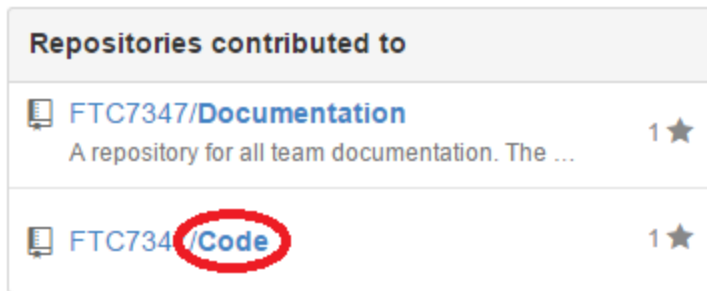 Repositories contributed to
FTC7347/Documentation
1
A repository for all team documentation. The ...
FTC734 /Code
1